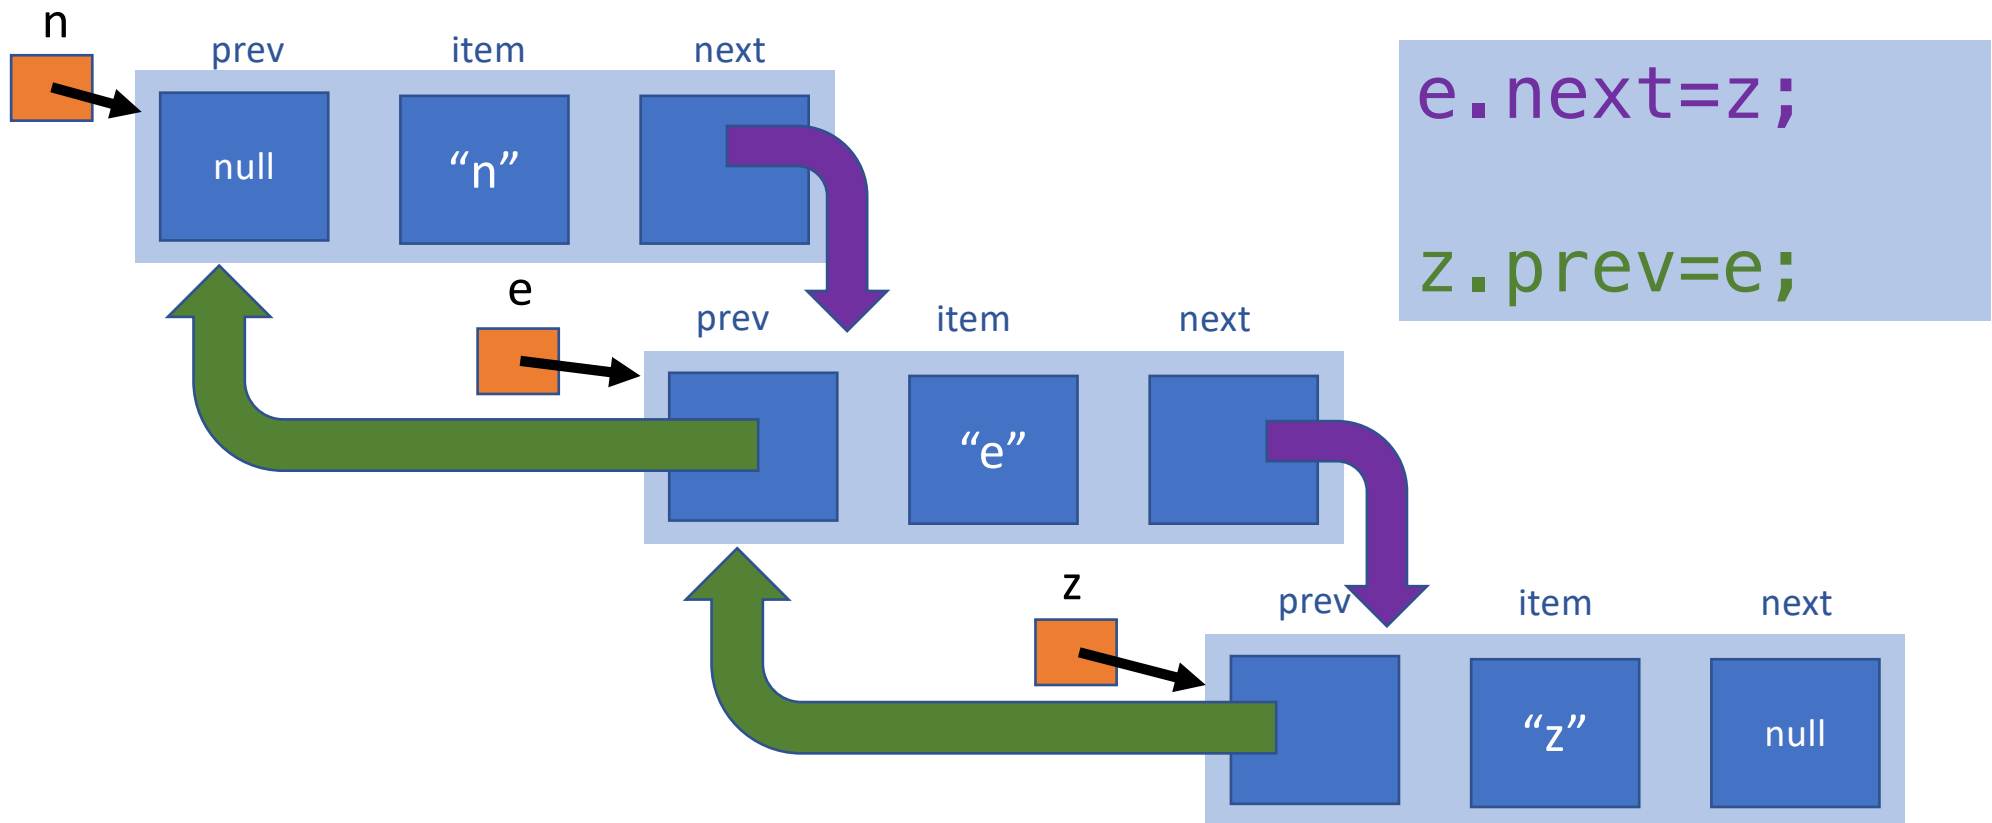 n
prev item next
null “n”
e.next=z;
z.prev=e;
e
prev item next
“e”
z
prev item next
“z” null